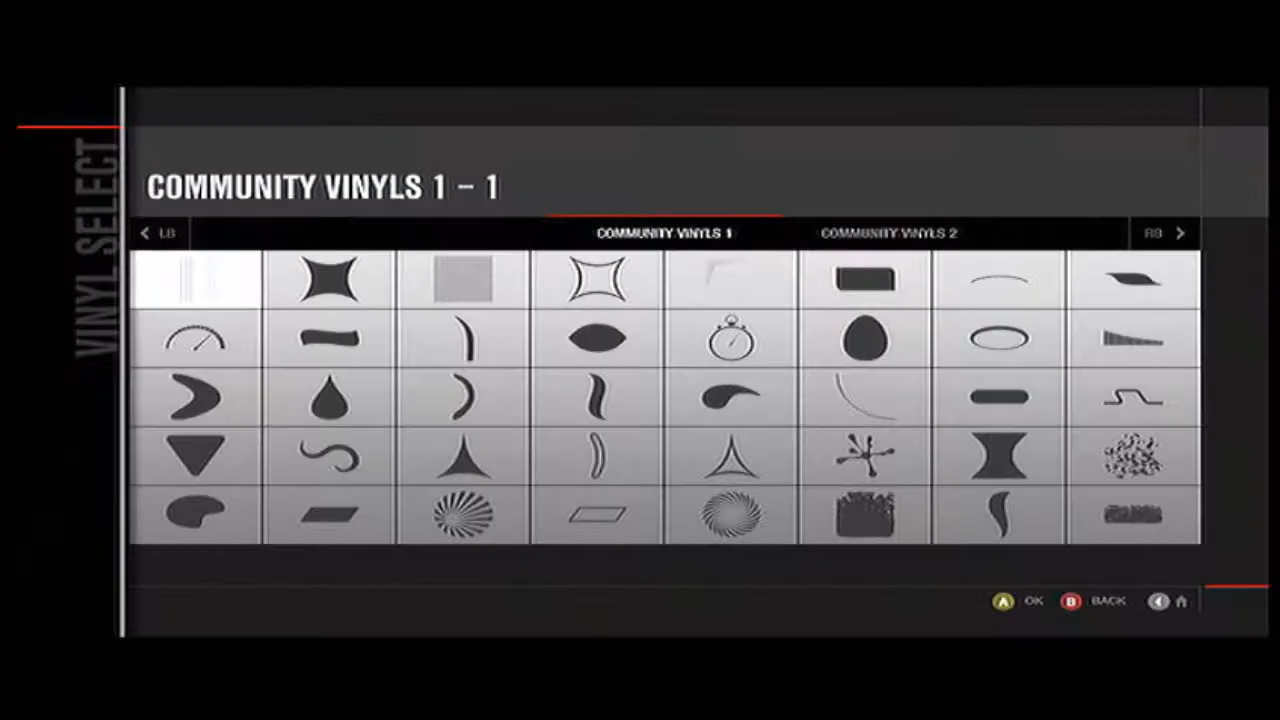 VINYL SELECT
COMMUNITY VINYLS 1 – 1
LB COMMUNITY VINYLS 1 COMMUNITY VINYLS 2 RB
A OK B BACK